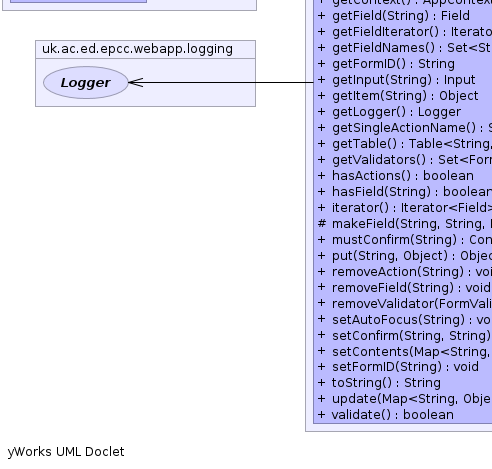 getContext() : AppContext
uk.ac.ed.epcc.webapp.logging
Logger
+ getField(String) : Field
+ getFieldIterator() : Iterato
+ getFieldNames() : Set<St
+ getFormID() : String
+ getInput(String) : Input
+ getItem(String) : Object
+ getLogger() : Logger
+ getSingleActionName() : S
+ getTable() : Table<String,
+ getValidators() : Set<Form
+ hasActions() : boolean
+ hasField(String) : boolean
+ iterator() : Iterator<Field>
# makeField(String, String,
+ mustConfirm(String) : Con
+ put(String, Object) : Objec
+ removeAction(String) : voi
+ removeField(String) : void
+ removeValidator(FormVali
+ setAutoFocus(String) : vo
+ setConfirm(String, String)
+ setContents(Map<String,
+ setFormID(String) : void
+ toString() : String
+ update(Map<String, Obje
+ validate() : boolean
yWorks UML Doclet